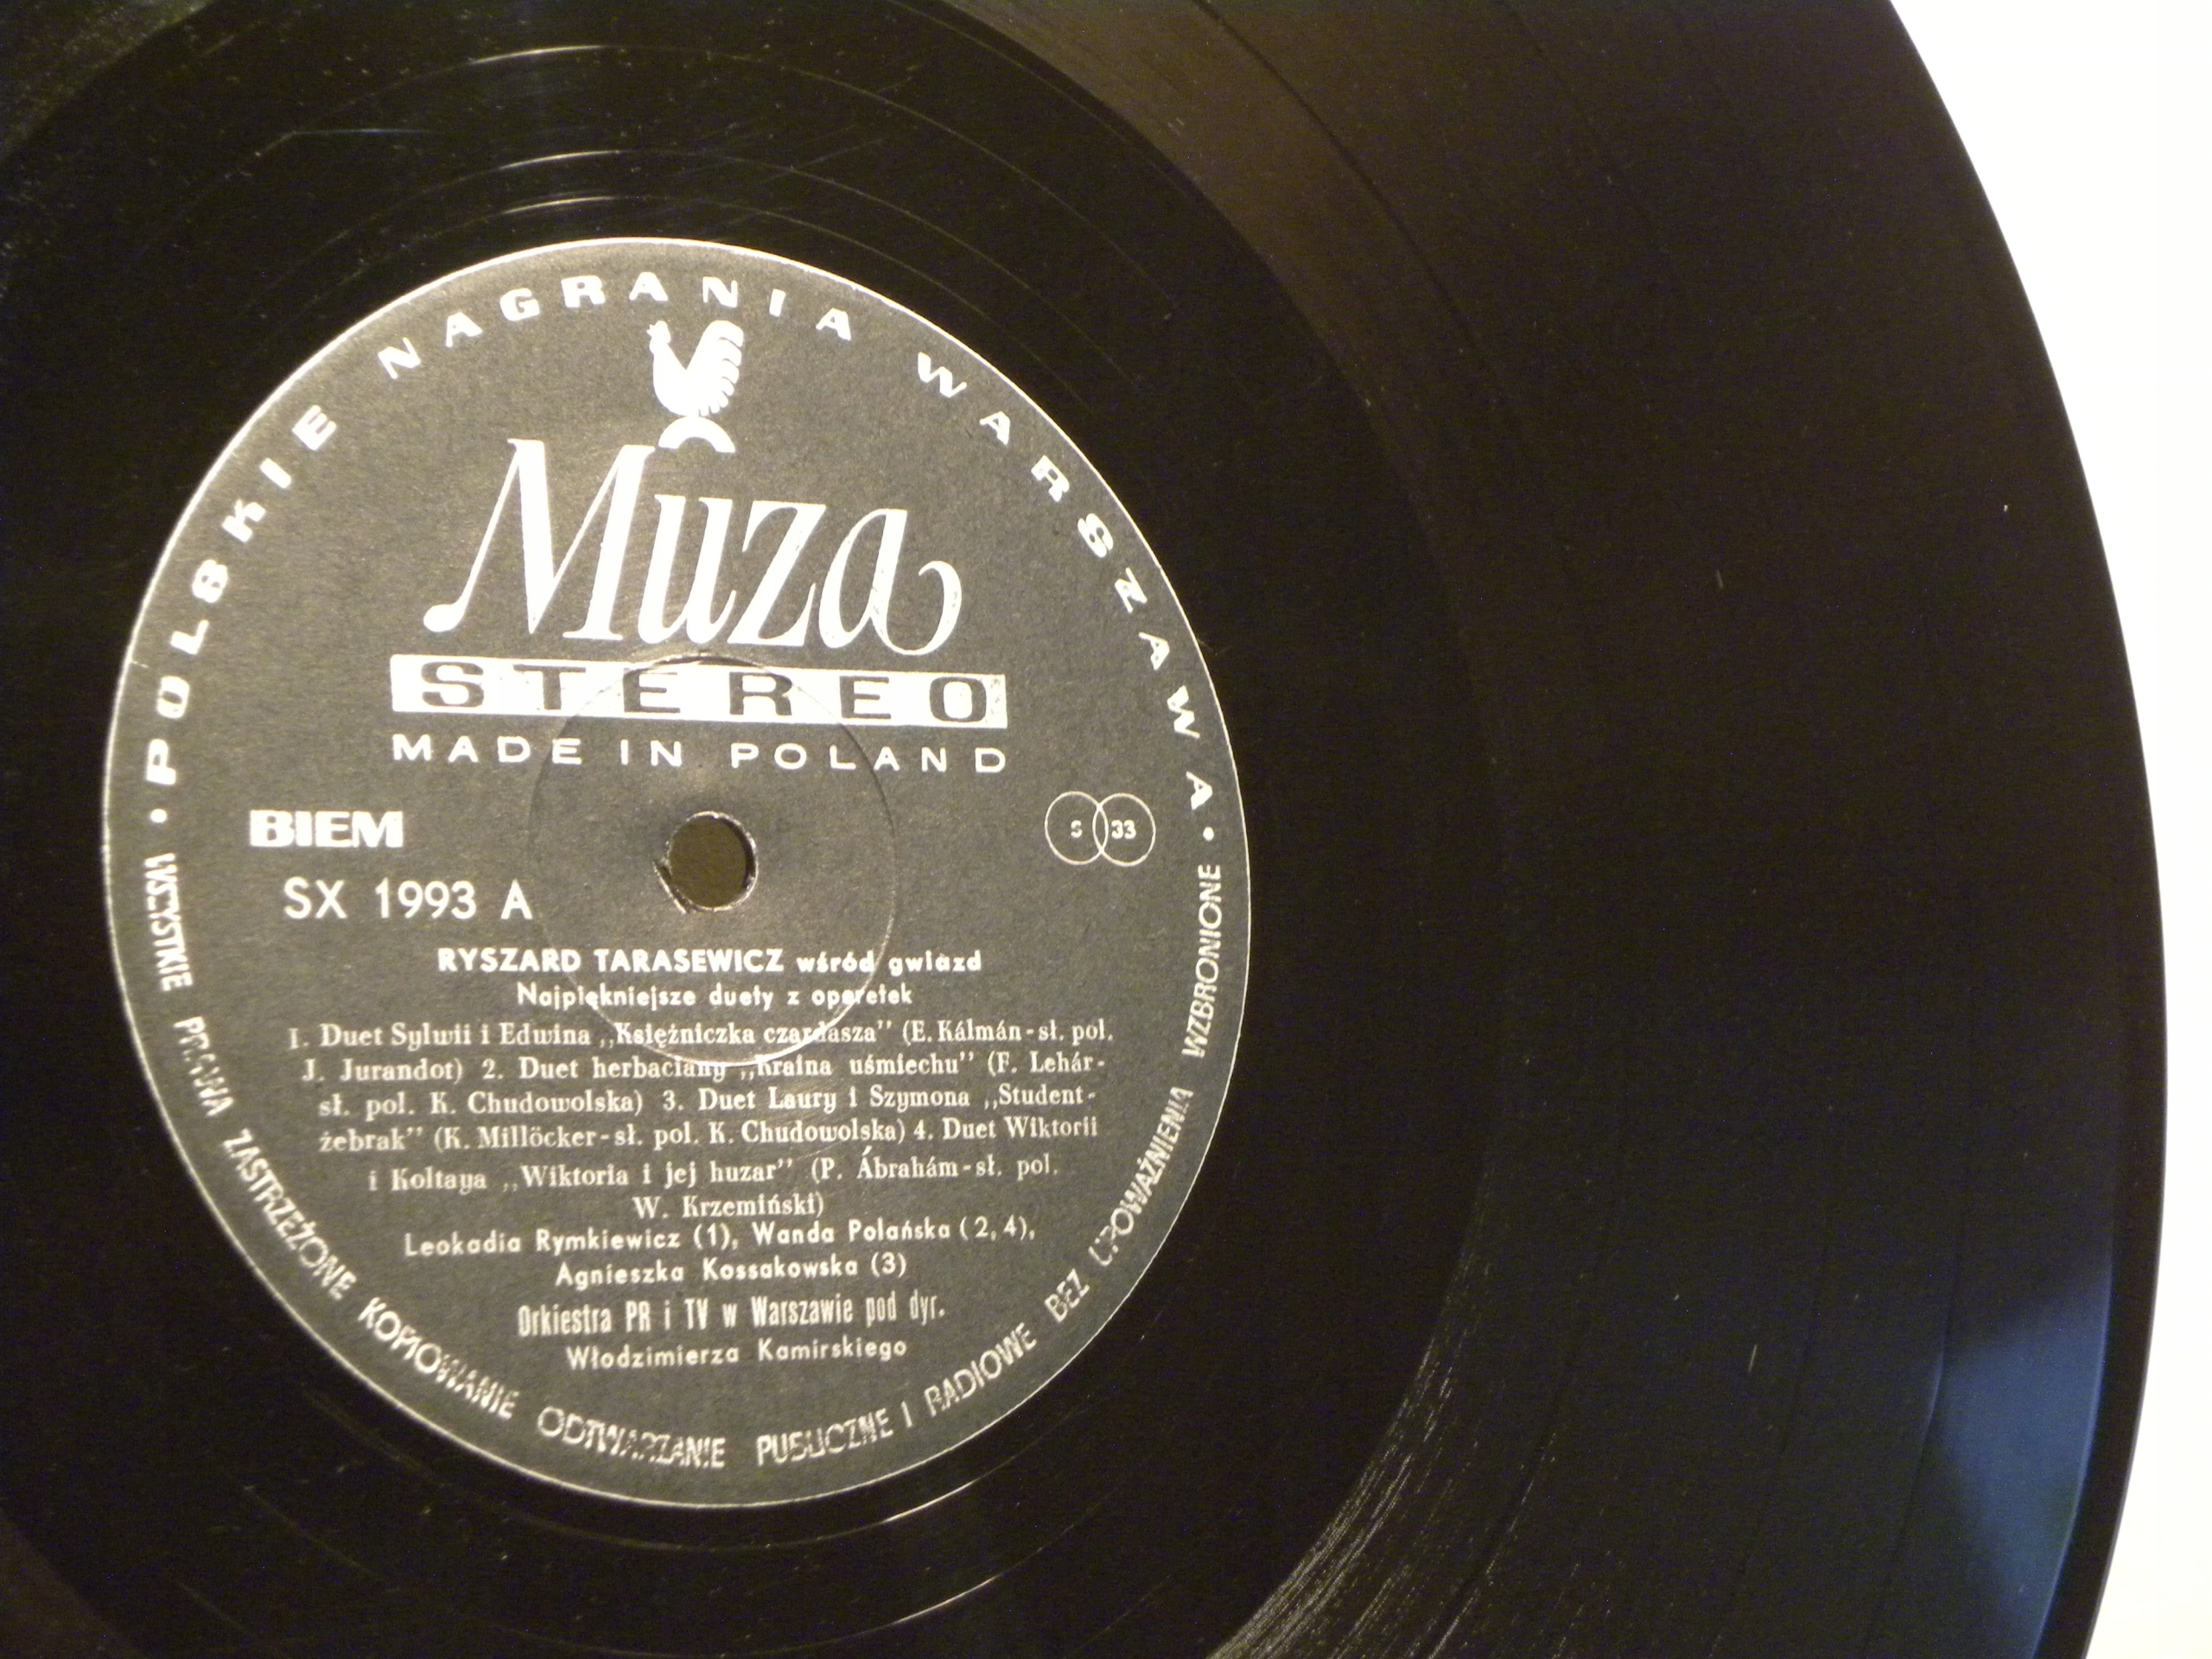 POLSKIE NAGRANIA WARSZAWA
Muza
STEREO
MADE IN POLAND
BIEM
S 33
SX 1993 A
RYSZARD TARASEWICZ wśród gwiazd
Najpiękniejsze duety z operetek
1. Duet Sylwii i Edwina „Księżniczka czardasza” (E. Kálmán-sł. pol.
J. Jurandot) 2. Duet herbaciany „Kraina uśmiechu” (F. Lehár-
sł. pol. K. Chudowolska) 3. Duet Laury i Szymona „Student-
żebrak” (K. Millöcker-sł. pol. K. Chudowolska) 4. Duet Wiktorii
i Koltaya „Wiktoria i jej huzar” (P. Ábrahám-sł. pol.
W. Krzemiński)
Leokadia Rymkiewicz (1), Wanda Polańska (2, 4),
Agnieszka Kossakowska (3)
Orkiestra PR i TV w Warszawie pod dyr.
Włodzimierza Kamirskiego
WSZYSTKIE PRAWA ZASTRZEŻONE KOPIOWANIE ODTWARZANIE PUBLICZNE I RADIOWE BEZ UPOWAŻNIENIA WZBRONIONE